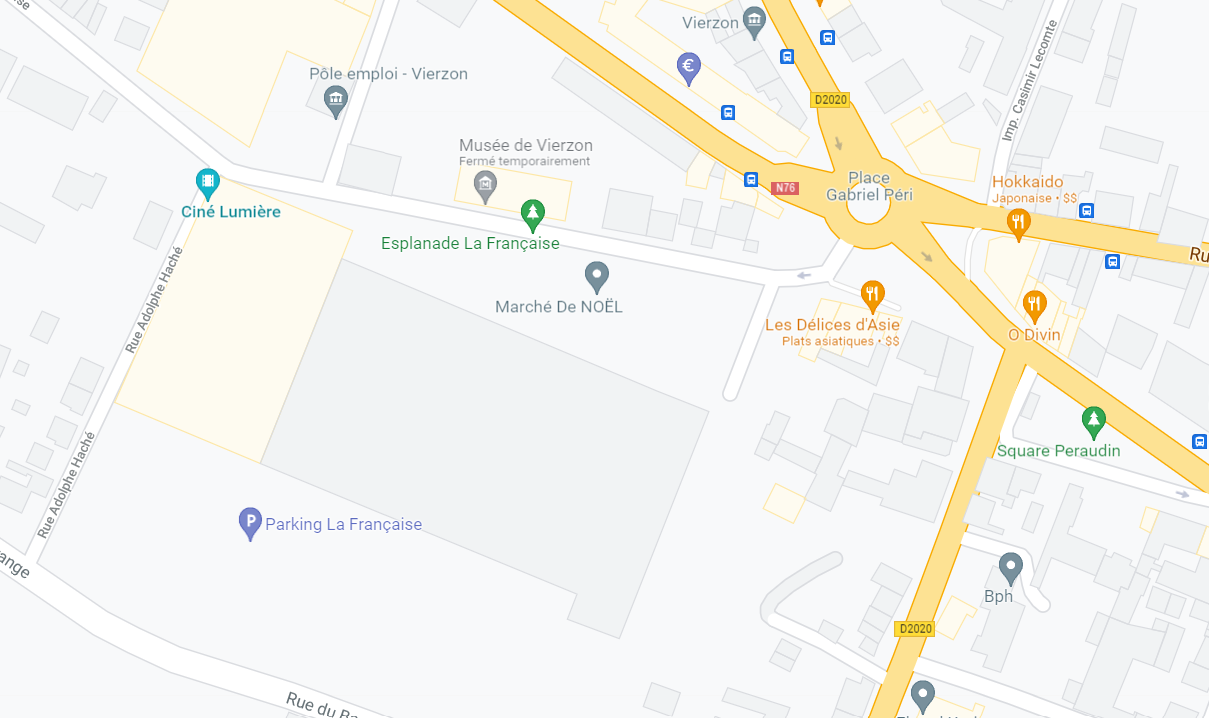 Vierzon
Pôle emploi - Vierzon
D2020
Musée de Vierzon
Fermé temporairement
Place
Gabriel Péri
N76
Imp. Casimir Lecomte
Hokkaido
Japonaise • $$
Ciné Lumière
Esplanade La Française
Marché De NOËL
Rue Adolphe Haché
Les Délices d'Asie
Plats asiatiques • $$
O Divin
Square Peraudin
Rue Adolphe Haché
Parking La Française
Bph
D2020
Rue du